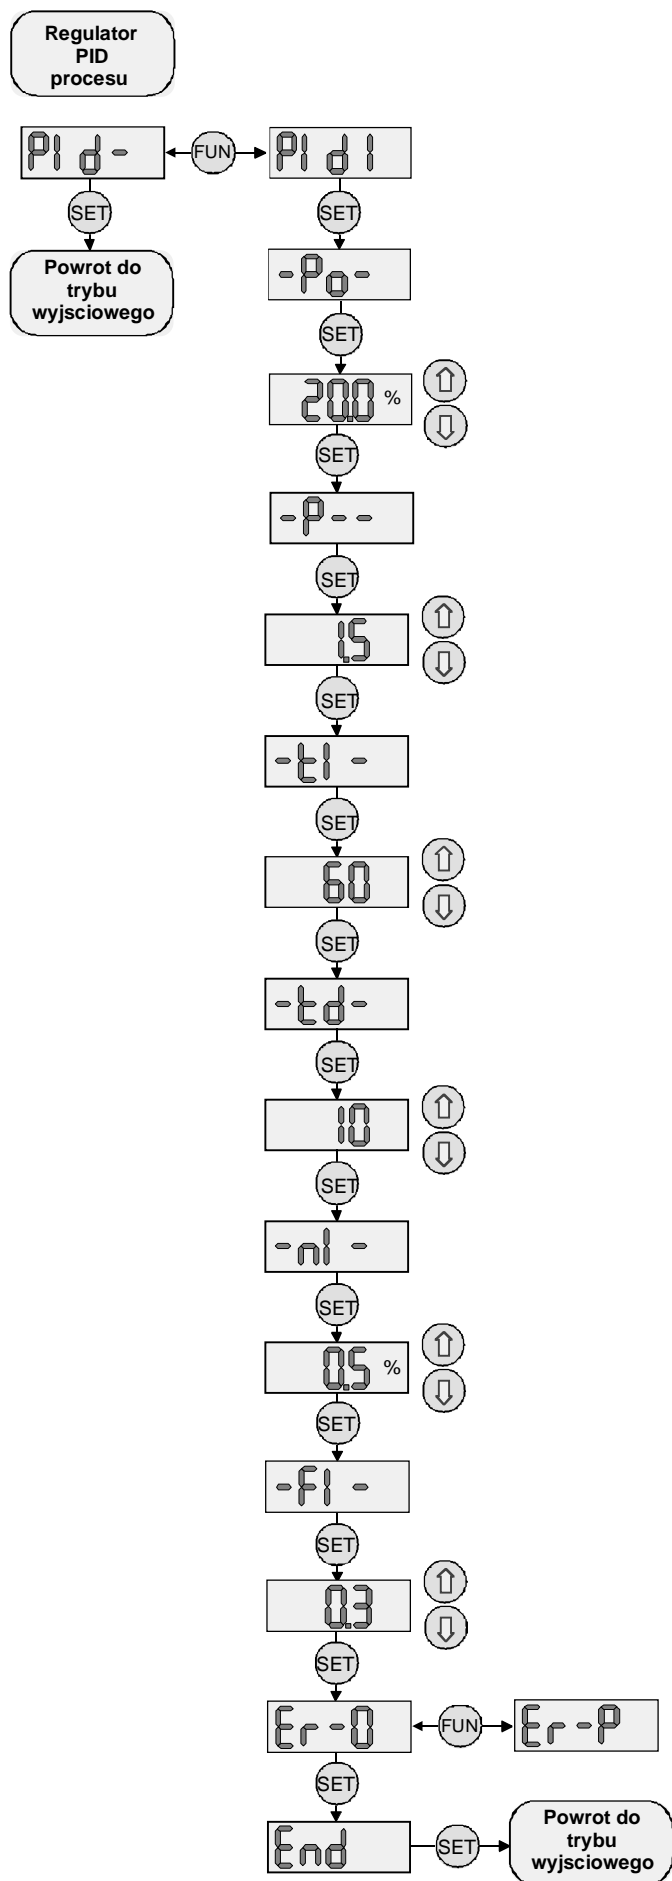 Regulator
PID
procesu
PId- FUN PId1
SET SET
Powrot do
trybu
wyjsciowego
-Po-
SET
20.0 %
SET
-P--
SET
1.5
SET
-tI -
SET
60
SET
-td-
SET
10
SET
-nI -
SET
0.5 %
SET
-FI -
SET
0.3
SET
Er-0 FUN Er-P
SET
End SET
Powrot do
trybu
wyjsciowego